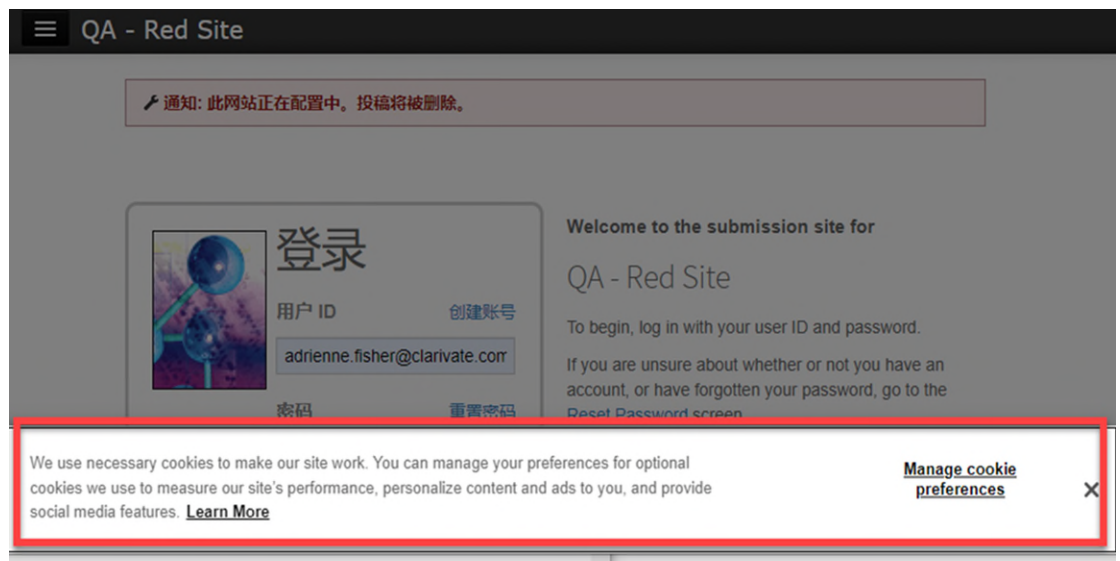 QA - Red Site
通知: 此网站正在配置中。投稿将被删除。
登录
用户 ID 创建账号
adrienne.fisher@clarivate.com
密码 重置密码
Welcome to the submission site for
QA - Red Site
To begin, log in with your user ID and password.
If you are unsure about whether or not you have an
account, or have forgotten your password, go to the
Reset Password screen
We use necessary cookies to make our site work. You can manage your preferences for optional
cookies we use to measure our site's performance, personalize content and ads to you, and provide
social media features. Learn More
Manage cookie
preferences